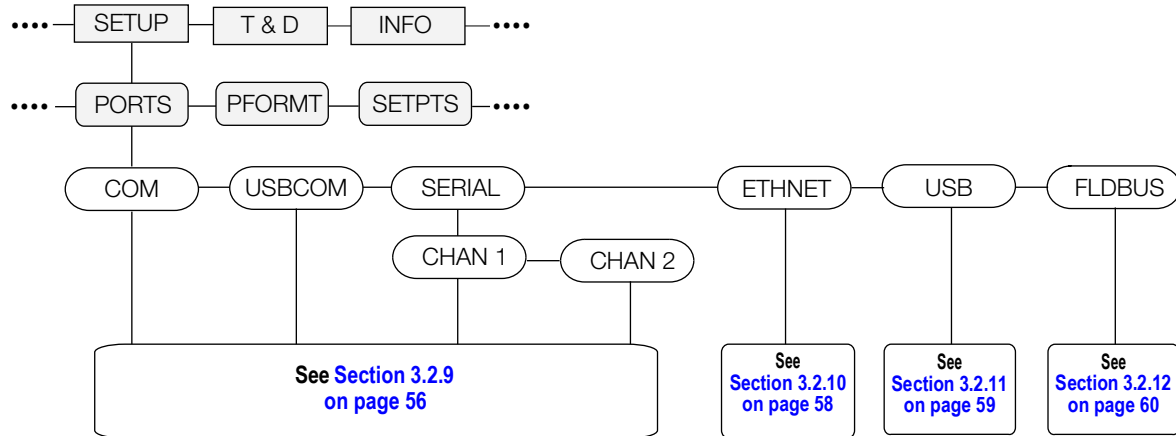 •••• SETUP T & D INFO ••••
•••• PORTS PFORMT SETPTS ••••
COM USBCOM SERIAL ETHNET USB FLDBUS
CHAN 1 CHAN 2
See Section 3.2.9
on page 56
See
Section 3.2.10
on page 58
See
Section 3.2.11
on page 59
See
Section 3.2.12
on page 60